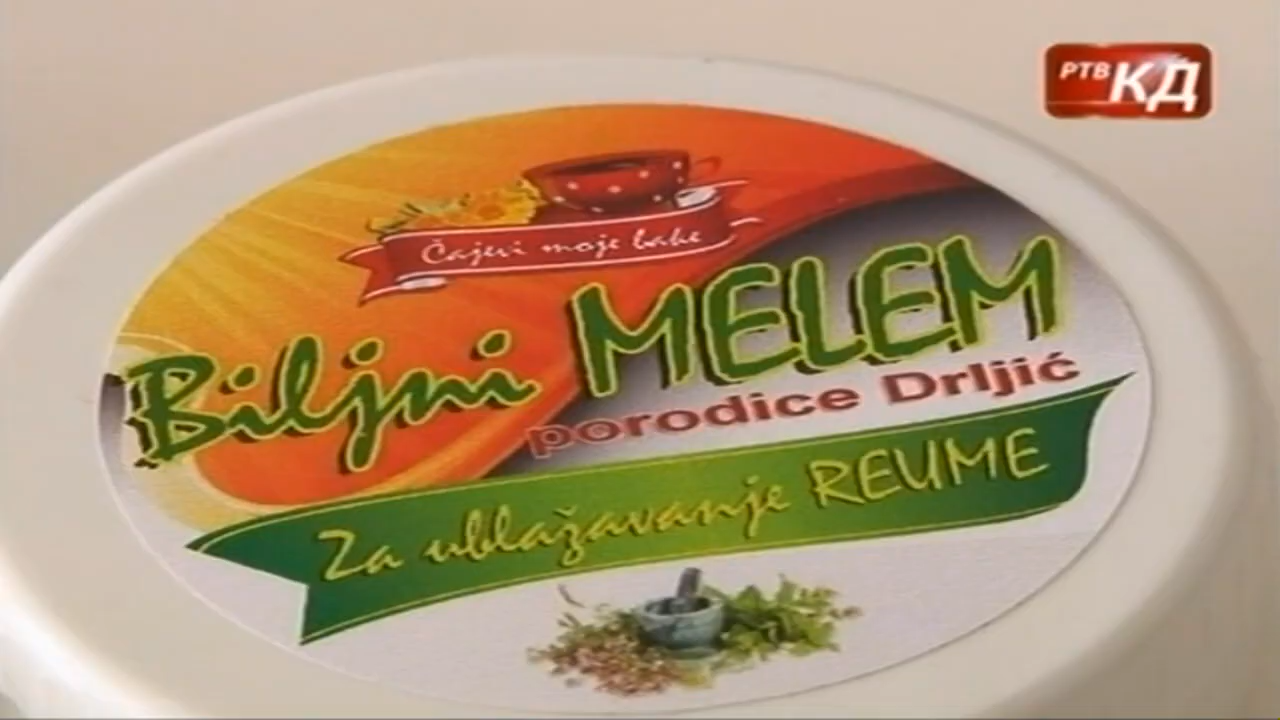 РТВ КД
Čajevi moje bake
Biljni MELEM
porodice Drljić
Za ublažavanje REUME